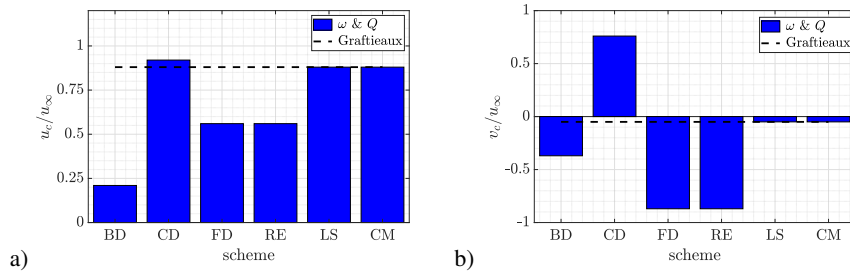 a)
u_c/u_∞
1
0.75
0.5
0.25
0
BD CD FD RE LS CM
scheme
ω & Q
Graftieaux
b)
v_c/u_∞
1
0.5
0
−0.5
−1
BD CD FD RE LS CM
scheme
ω & Q
Graftieaux